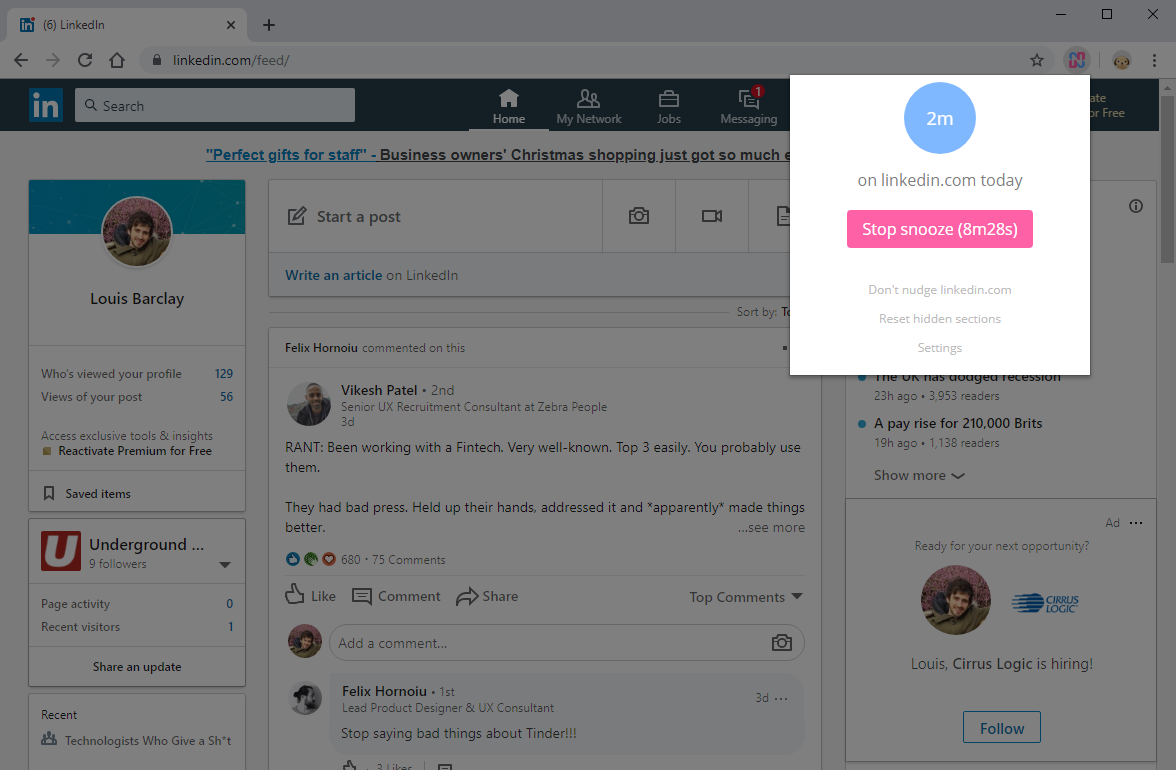 (6) LinkedIn
linkedin.com/feed/
in
Search
Home
My Network
Jobs
1
Messaging
ate
or Free
"Perfect gifts for staff" - Business owners' Christmas shopping just got so much e
Louis Barclay
Who's viewed your profile 129
Views of your post 56
Access exclusive tools & insights
Reactivate Premium for Free
Saved items
U
Underground ...
9 followers
Page activity 0
Recent visitors 1
Share an update
Recent
Technologists Who Give a Sh*t
Start a post
Write an article on LinkedIn
Sort by: To
Felix Hornoiu commented on this
Vikesh Patel • 2nd
Senior UX Recruitment Consultant at Zebra People
3d
RANT: Been working with a Fintech. Very well-known. Top 3 easily. You probably use
them.
They had bad press. Held up their hands, addressed it and *apparently* made things
better.
...see more
680 · 75 Comments
Like Comment Share Top Comments
Add a comment...
Felix Hornoiu • 1st 3d ...
Lead Product Designer & UX Consultant
Stop saying bad things about Tinder!!!
3 Likes
2m
on linkedin.com today
Stop snooze (8m28s)
Don't nudge linkedin.com
Reset hidden sections
Settings
The UK has dodged recession
23h ago • 3,953 readers
A pay rise for 210,000 Brits
19h ago • 1,138 readers
Show more
Ad ...
Ready for your next opportunity?
CIRRUS
LOGIC
Louis, Cirrus Logic is hiring!
Follow